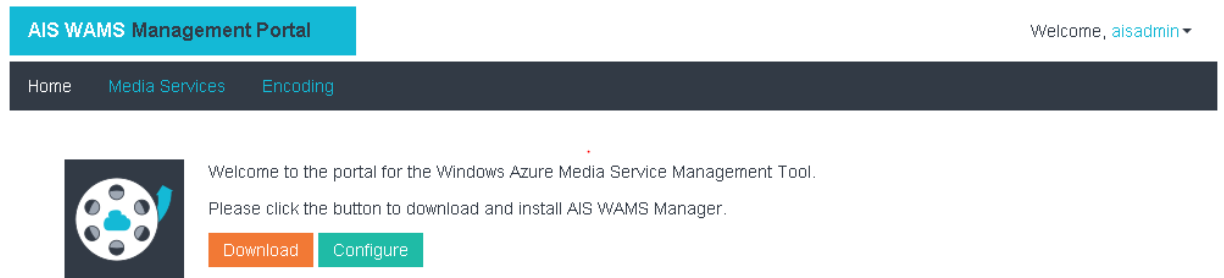 AIS WAMS Management Portal
Welcome, aisadmin
Home Media Services Encoding
Welcome to the portal for the Windows Azure Media Service Management Tool.
Please click the button to download and install AIS WAMS Manager.
Download Configure